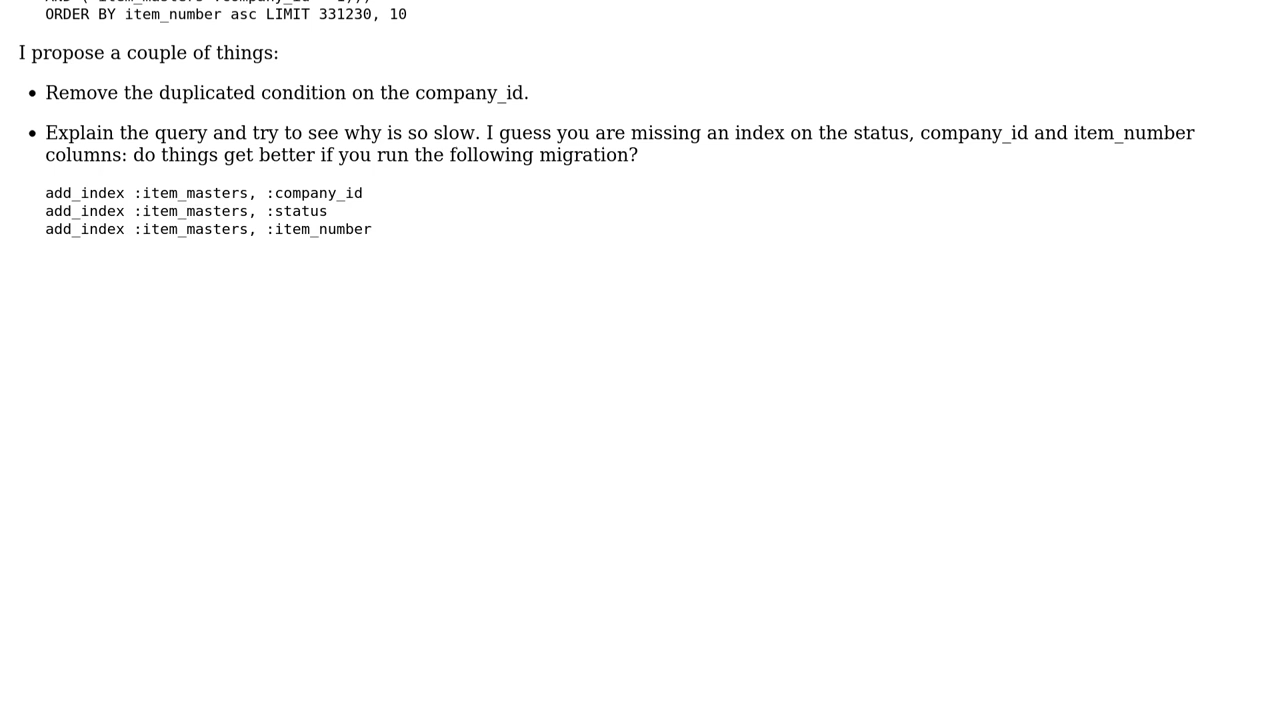 ORDER BY item_number asc LIMIT 331230, 10
I propose a couple of things:
• Remove the duplicated condition on the company_id.
• Explain the query and try to see why is so slow. I guess you are missing an index on the status, company_id and item_number
columns: do things get better if you run the following migration?
add_index :item_masters, :company_id
add_index :item_masters, :status
add_index :item_masters, :item_number